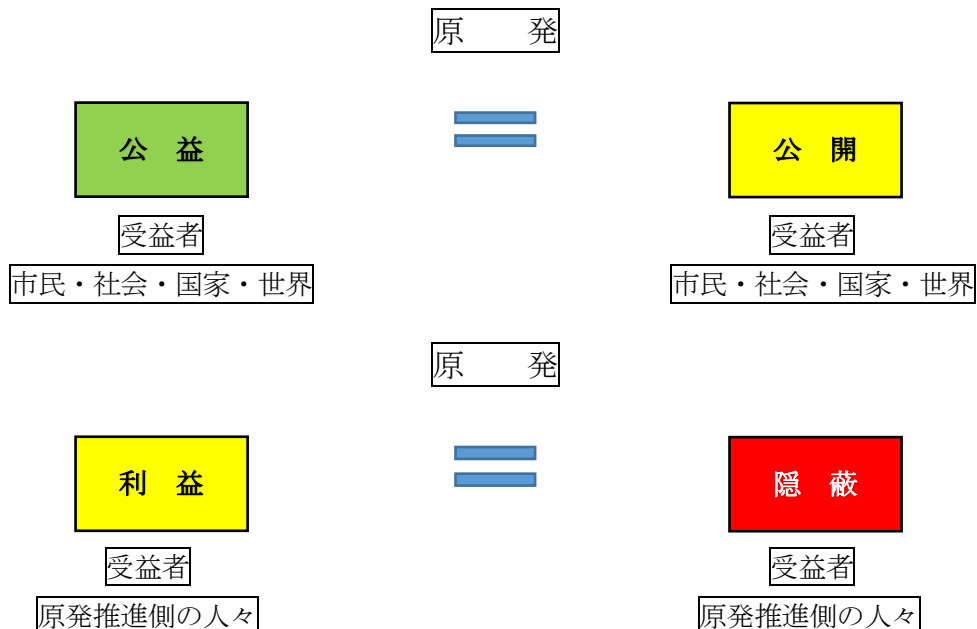 原　　発
公　益
公　開
受益者
受益者
市民・社会・国家・世界
市民・社会・国家・世界
原　　発
利　益
隠　蔽
受益者
受益者
原発推進側の人々
原発推進側の人々